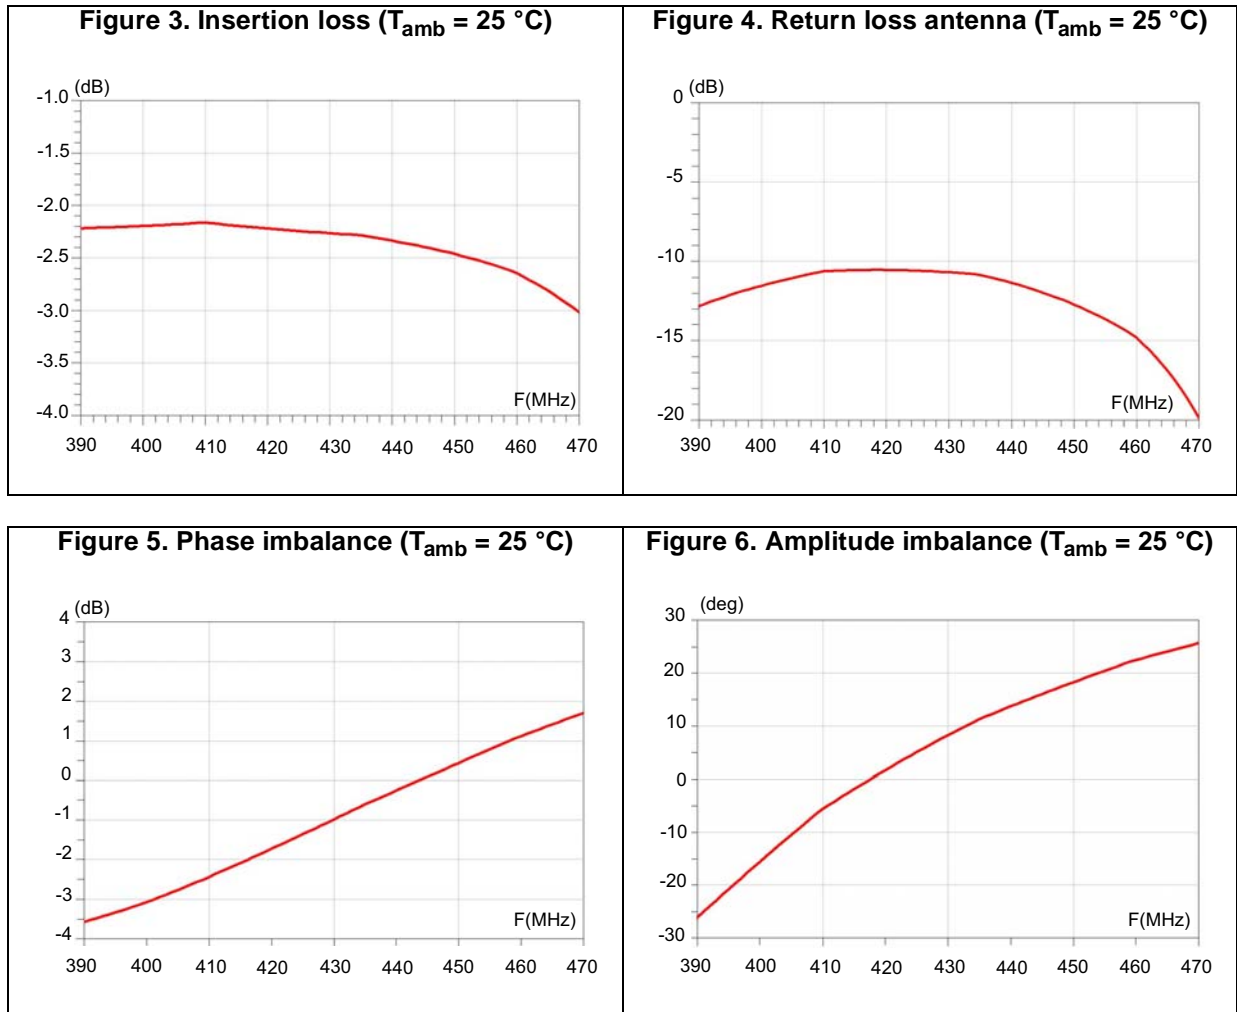 Figure 3. Insertion loss (Tamb = 25 °C)
(dB)
-1.0
-1.5
-2.0
-2.5
-3.0
-3.5
-4.0
F(MHz)
390 400 410 420 430 440 450 460 470
Figure 4. Return loss antenna (Tamb = 25 °C)
(dB)
0
-5
-10
-15
-20
F(MHz)
390 400 410 420 430 440 450 460 470
Figure 5. Phase imbalance (Tamb = 25 °C)
(dB)
4
3
2
1
0
-1
-2
-3
-4
F(MHz)
390 400 410 420 430 440 450 460 470
Figure 6. Amplitude imbalance (Tamb = 25 °C)
(deg)
30
20
10
0
-10
-20
-30
F(MHz)
390 400 410 420 430 440 450 460 470